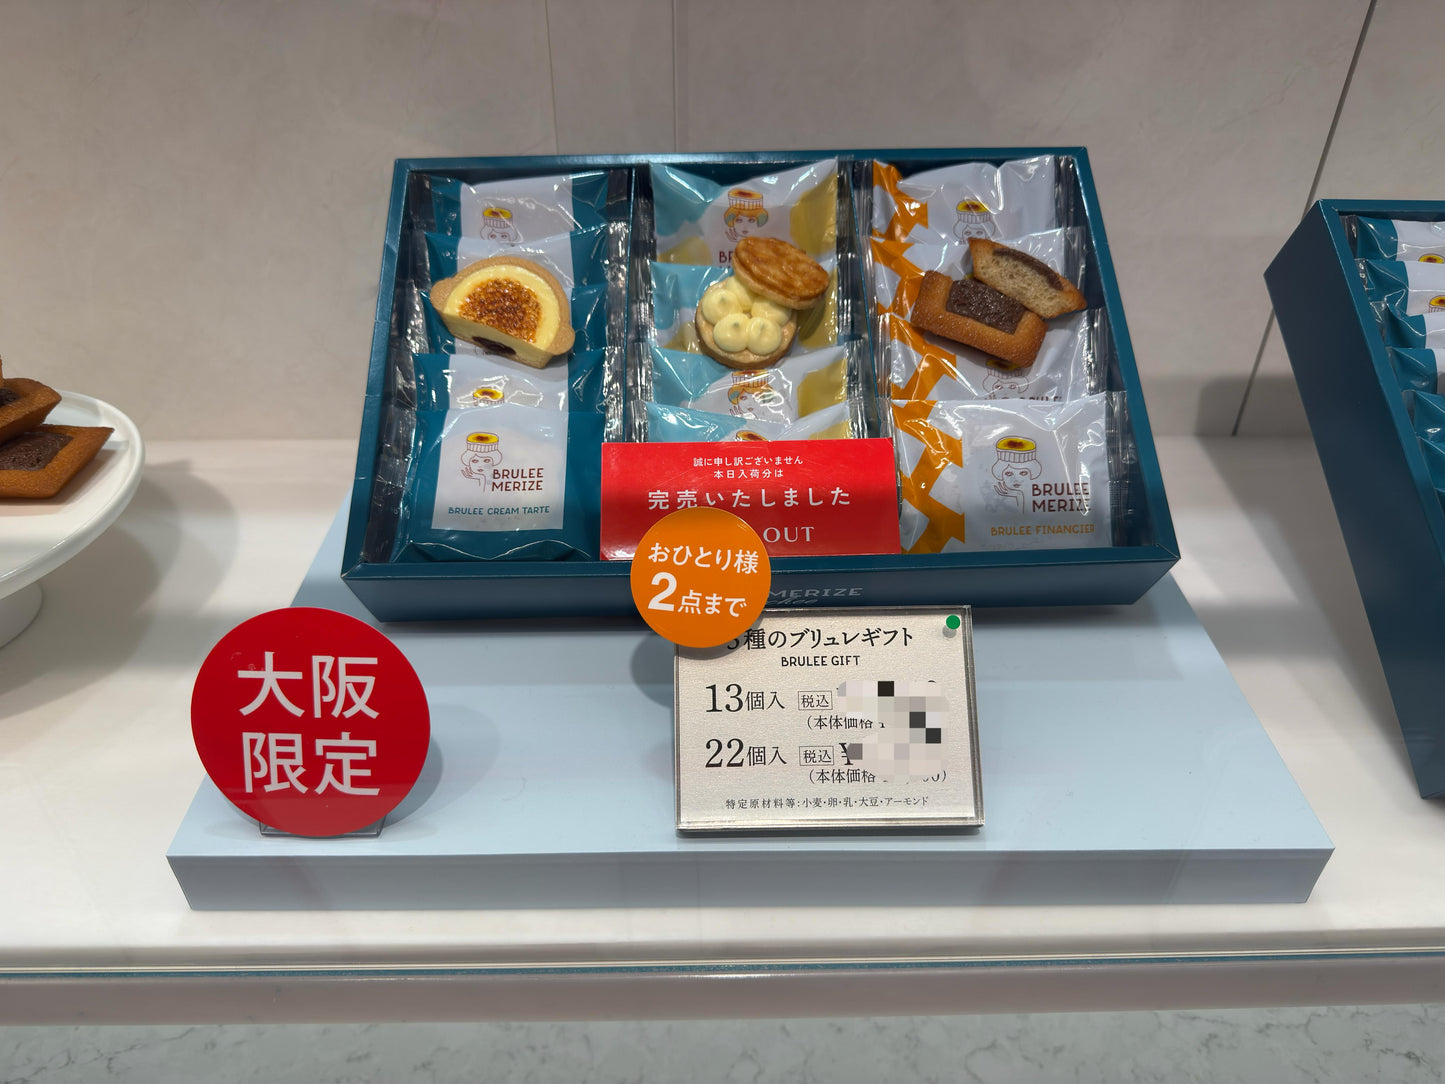 BRULEE
MERIZE
BRULEE CREAM TARTE
BRULEE
MERIZE
BRULEE FINANCIER
誠に申し訳ございません
本日入荷分は
完売いたしました
OUT
MERIZE
おひとり様
2点まで
大阪
限定
種のブリュレギフト
BRULEE GIFT
13個入 税込
(本体価格
22個入 税込 ¥
(本体価格
特定原材料等:小麦・卵・乳・大豆・アーモンド